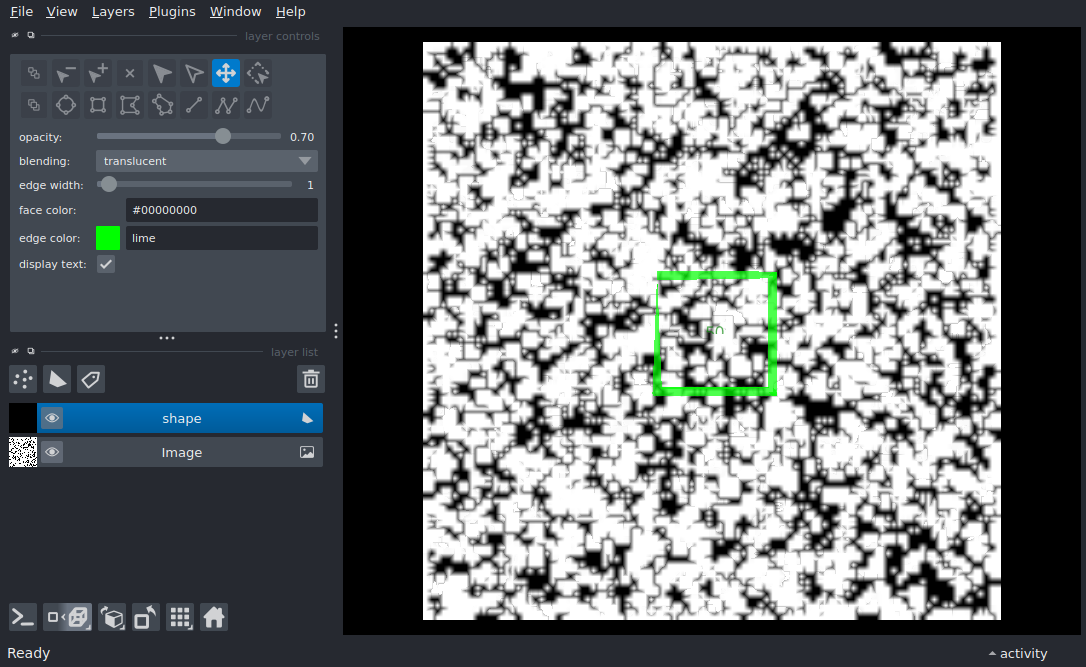 File View Layers Plugins Window Help
layer controls
opacity: 0.70
blending: translucent
edge width: 1
face color: #00000000
edge color: lime
display text:
layer list
shape
Image
Ready
activity